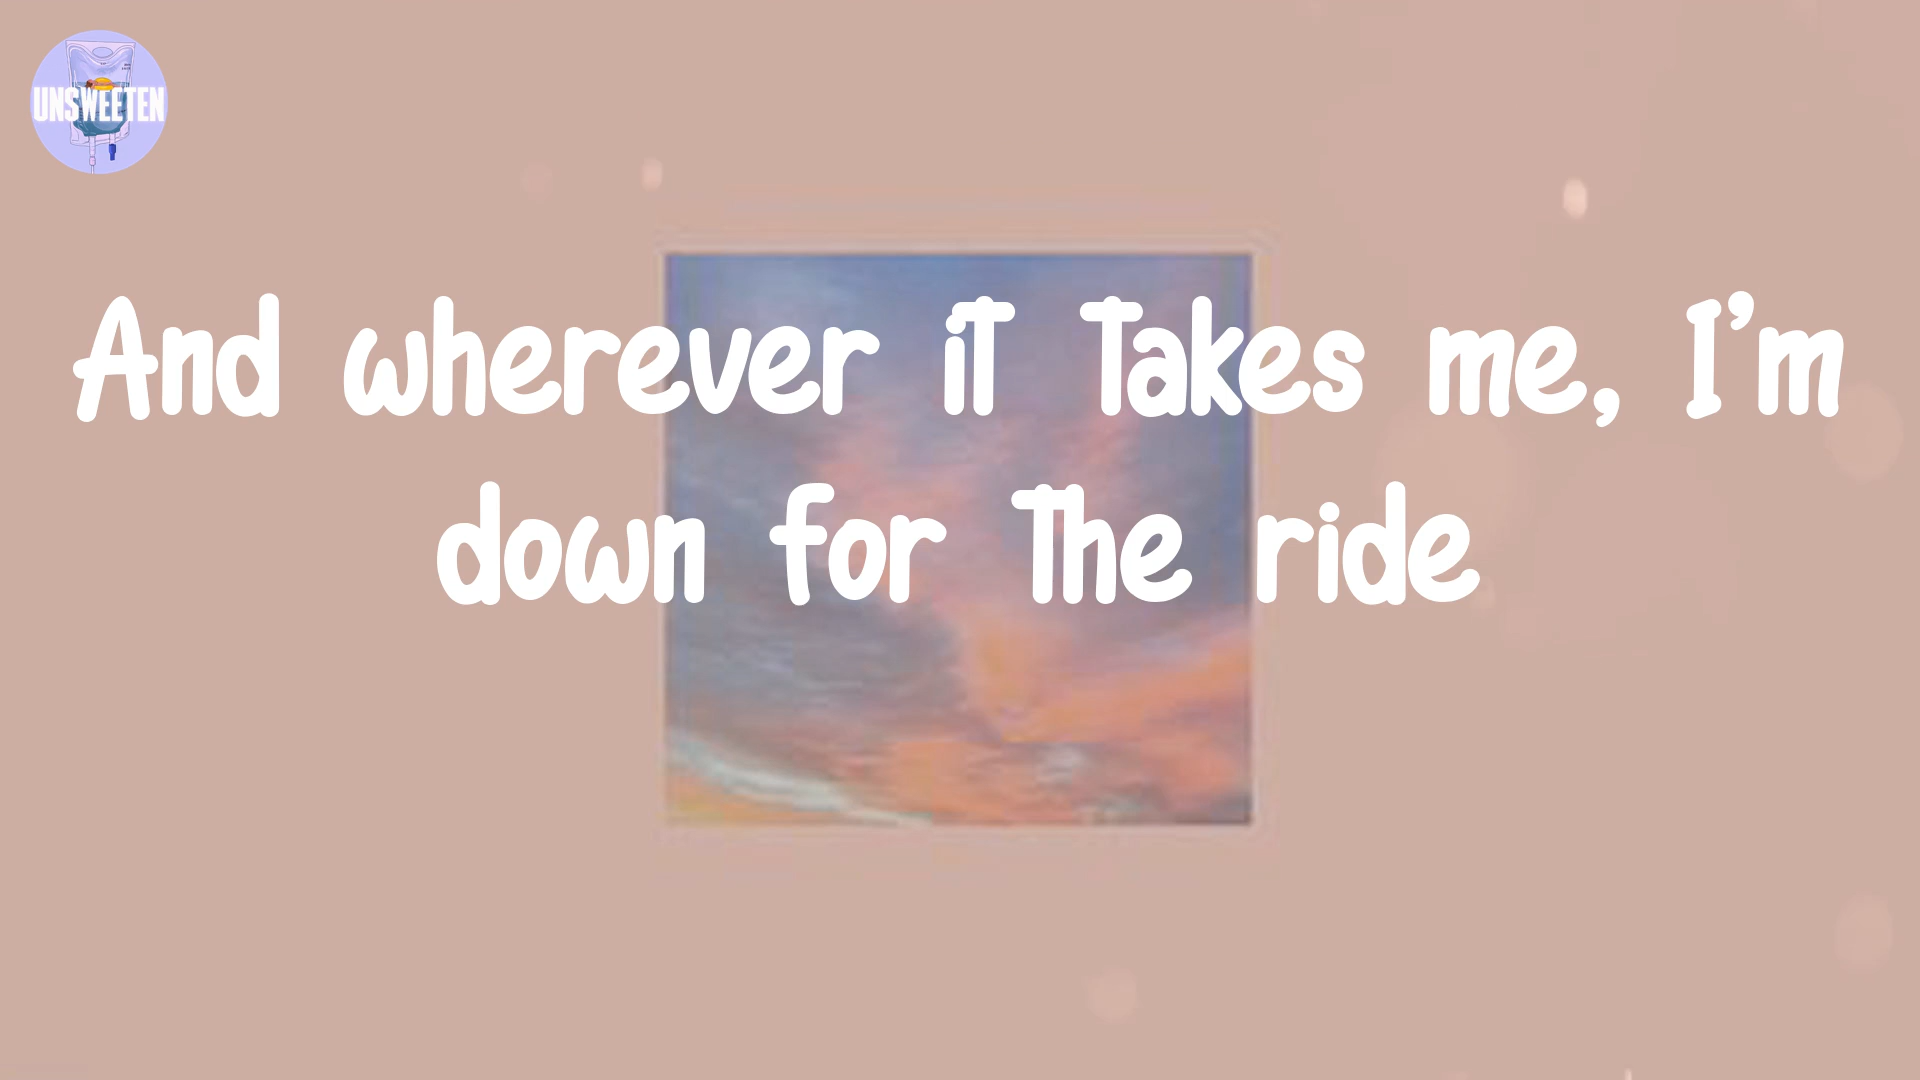 UNSWEETEN
And wherever it takes me, I'm
down for the ride